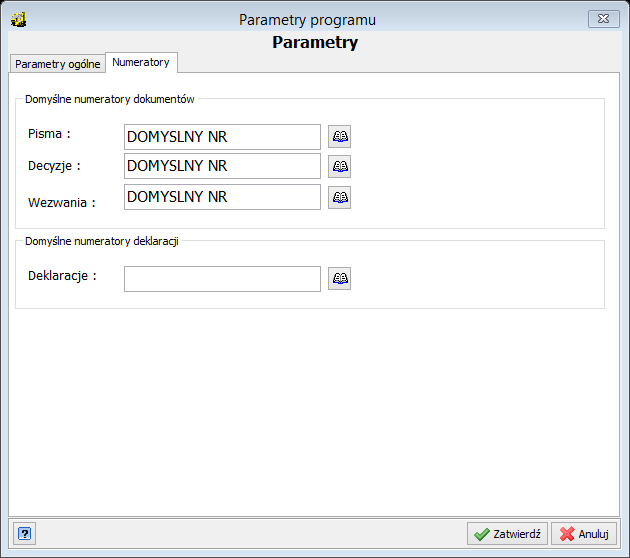 Parametry programu
Parametry
Parametry ogólne
Numeratory
Domyślne numeratory dokumentów
Pisma :
DOMYSLNY NR
Decyzje :
DOMYSLNY NR
Wezwania :
DOMYSLNY NR
Domyślne numeratory deklaracji
Deklaracje :
?
Zatwierdź
Anuluj